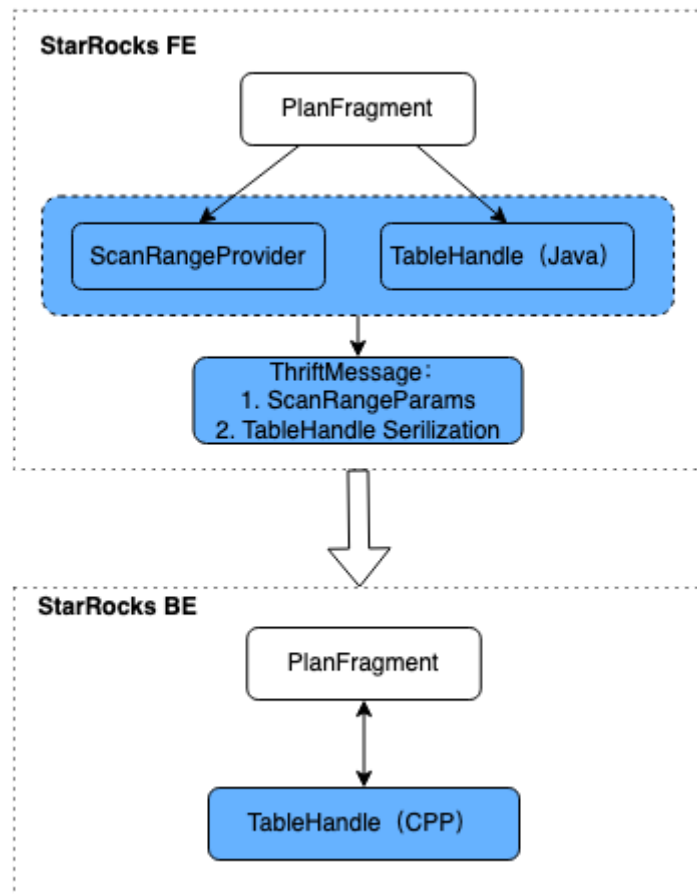 StarRocks FE
PlanFragment
ScanRangeProvider
TableHandle（Java）
ThriftMessage：
1. ScanRangeParams
2. TableHandle Serilization
StarRocks BE
PlanFragment
TableHandle（CPP）